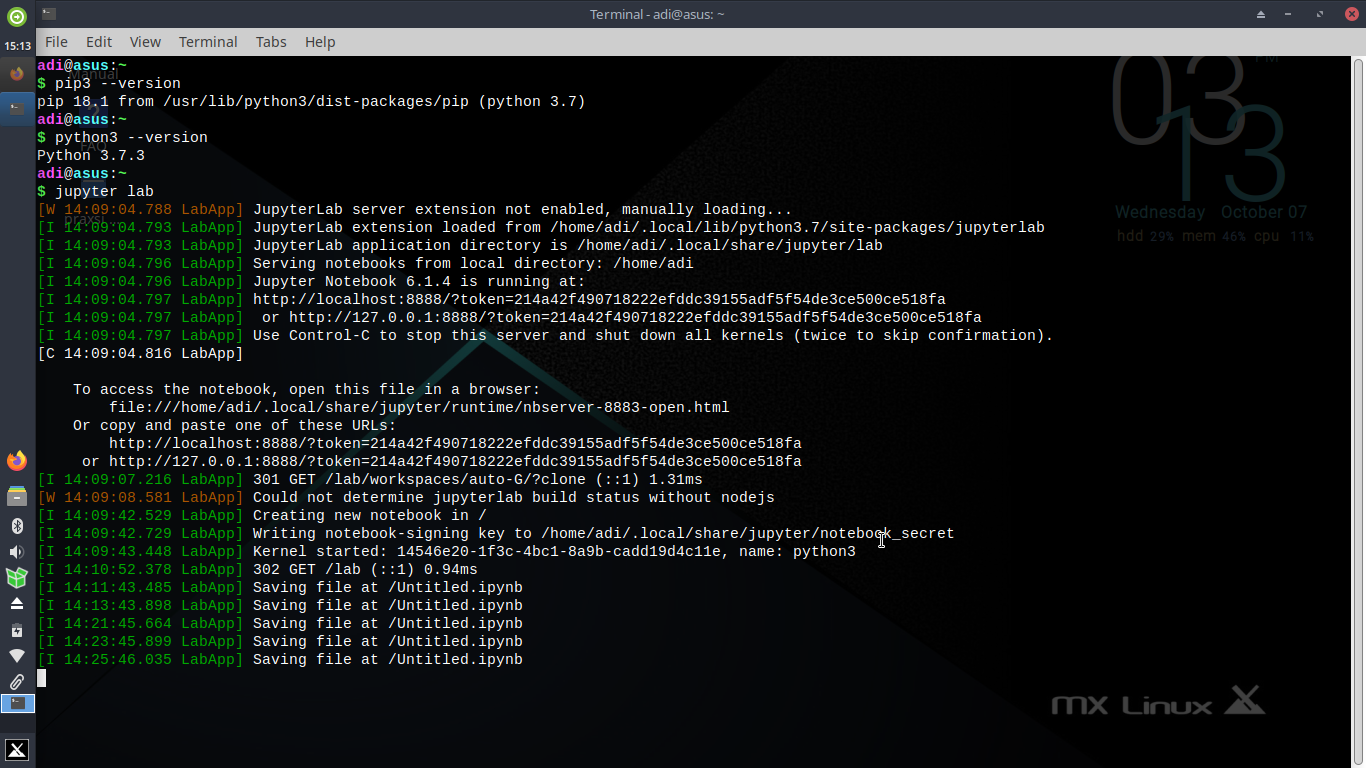 Terminal - adi@asus: ~
15:13
File Edit View Terminal Tabs Help
adi@asus:~
$ pip3 --version
pip 18.1 from /usr/lib/python3/dist-packages/pip (python 3.7)
adi@asus:~
$ python3 --version
Python 3.7.3
adi@asus:~
$ jupyter lab
[W 14:09:04.788 LabApp] JupyterLab server extension not enabled, manually loading...
[I 14:09:04.793 LabApp] JupyterLab extension loaded from /home/adi/.local/lib/python3.7/site-packages/jupyterlab
[I 14:09:04.793 LabApp] JupyterLab application directory is /home/adi/.local/share/jupyter/lab
[I 14:09:04.796 LabApp] Serving notebooks from local directory: /home/adi
[I 14:09:04.796 LabApp] Jupyter Notebook 6.1.4 is running at:
[I 14:09:04.797 LabApp] http://localhost:8888/?token=214a42f490718222efddc39155adf5f54de3ce500ce518fa
[I 14:09:04.797 LabApp]  or http://127.0.0.1:8888/?token=214a42f490718222efddc39155adf5f54de3ce500ce518fa
[I 14:09:04.797 LabApp] Use Control-C to stop this server and shut down all kernels (twice to skip confirmation).
[C 14:09:04.816 LabApp]
To access the notebook, open this file in a browser:
file:///home/adi/.local/share/jupyter/runtime/nbserver-8883-open.html
Or copy and paste one of these URLs:
http://localhost:8888/?token=214a42f490718222efddc39155adf5f54de3ce500ce518fa
or http://127.0.0.1:8888/?token=214a42f490718222efddc39155adf5f54de3ce500ce518fa
[I 14:09:07.216 LabApp] 301 GET /lab/workspaces/auto-G/?clone (::1) 1.31ms
[W 14:09:08.581 LabApp] Could not determine jupyterlab build status without nodejs
[I 14:09:42.529 LabApp] Creating new notebook in /
[I 14:09:42.729 LabApp] Writing notebook-signing key to /home/adi/.local/share/jupyter/notebook_secret
[I 14:09:43.448 LabApp] Kernel started: 14546e20-1f3c-4bc1-8a9b-cadd19d4c11e, name: python3
[I 14:10:52.378 LabApp] 302 GET /lab (::1) 0.94ms
[I 14:11:43.485 LabApp] Saving file at /Untitled.ipynb
[I 14:13:43.898 LabApp] Saving file at /Untitled.ipynb
[I 14:21:45.664 LabApp] Saving file at /Untitled.ipynb
[I 14:23:45.899 LabApp] Saving file at /Untitled.ipynb
[I 14:25:46.035 LabApp] Saving file at /Untitled.ipynb
Manual
FAQ
03 PM
13
Wednesday October 07
hdd 29% mem 46% cpu 11%
mx Linux